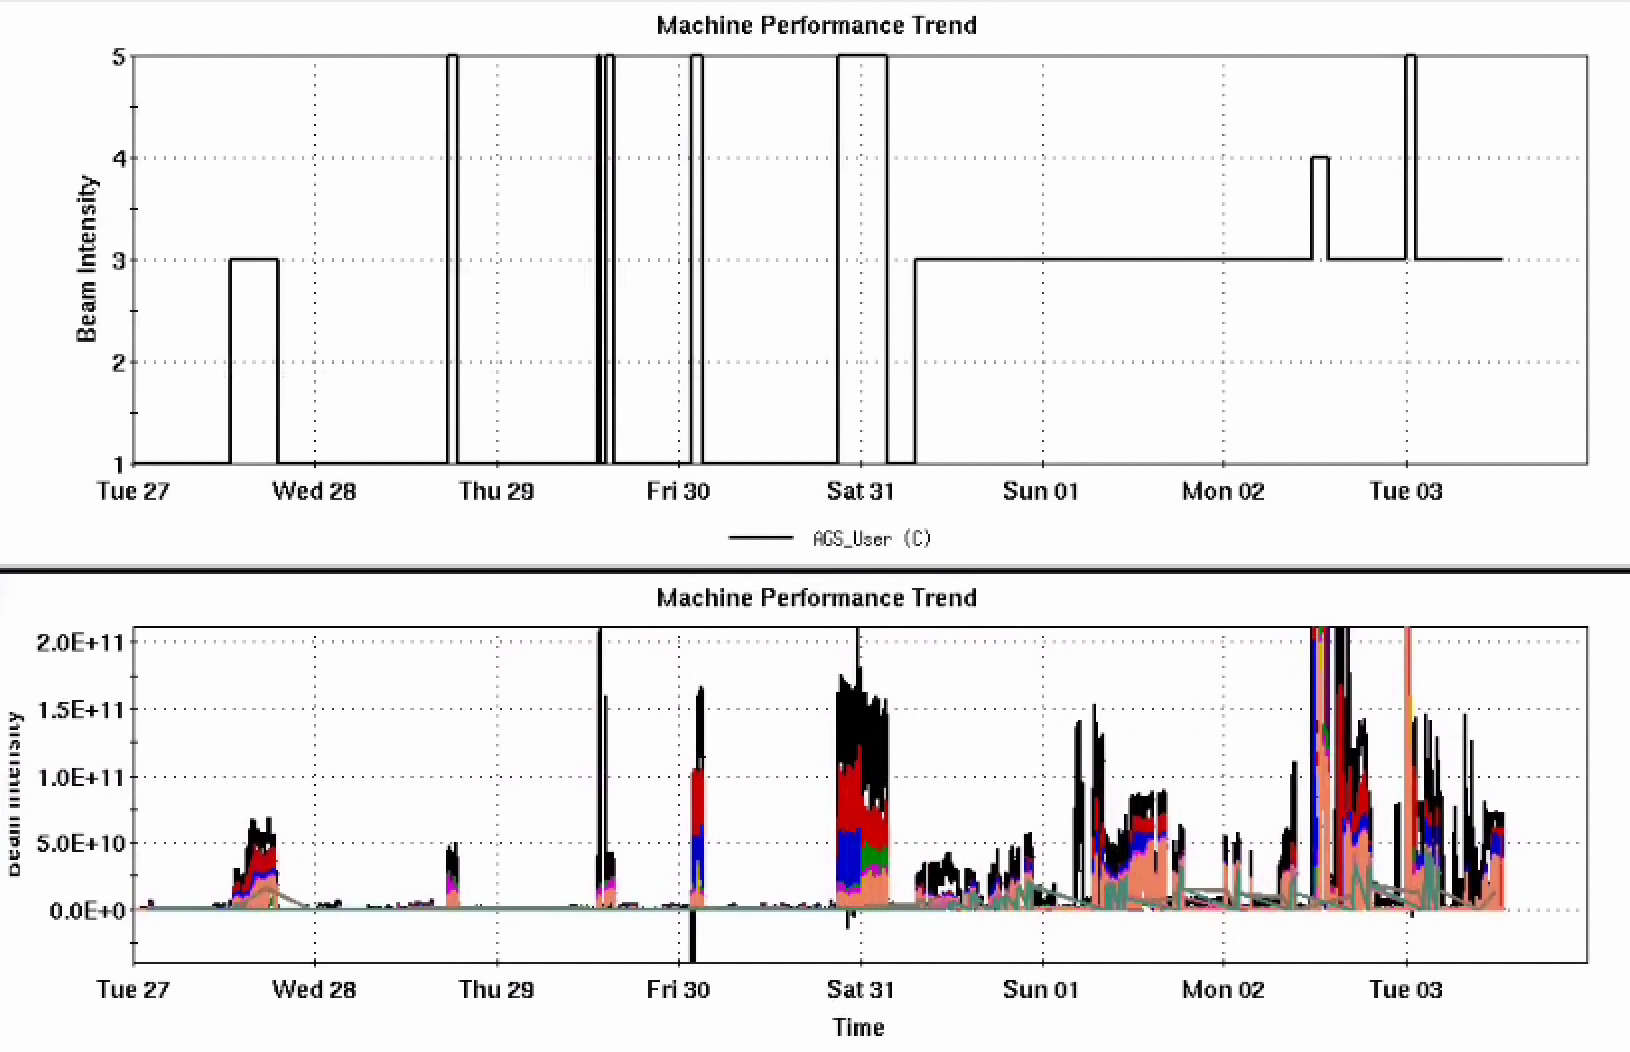 Machine Performance Trend
Beam Intensity
5
4
3
2
1
Tue 27 Wed 28 Thu 29 Fri 30 Sat 31 Sun 01 Mon 02 Tue 03
AGS_User (C)
Machine Performance Trend
Beam Intensity
2.0E+11
1.5E+11
1.0E+11
5.0E+10
0.0E+0
Tue 27 Wed 28 Thu 29 Fri 30 Sat 31 Sun 01 Mon 02 Tue 03
Time